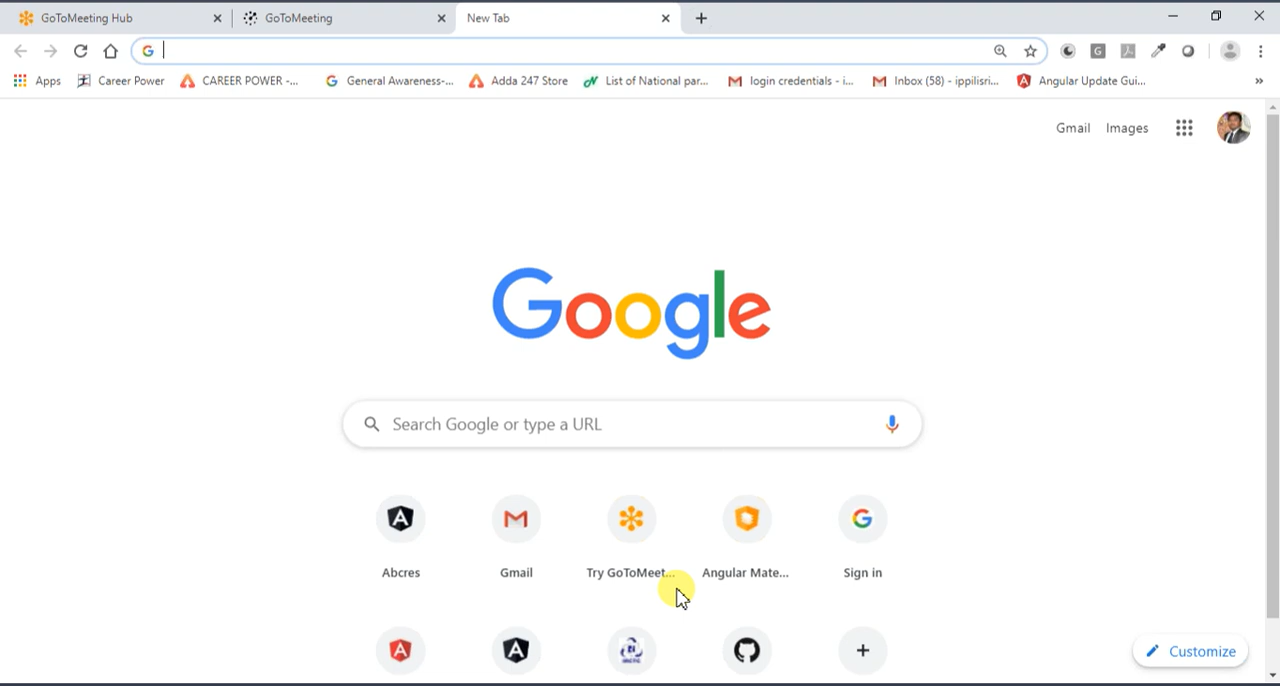 GoToMeeting Hub
GoToMeeting
New Tab
G
Apps
Career Power
CAREER POWER -...
General Awareness-...
Adda 247 Store
List of National par...
login credentials - i...
Inbox (58) - ippilisri...
Angular Update Gui...
»
Gmail
Images
Google
Search Google or type a URL
Abcres
Gmail
Try GoToMeet...
Angular Mate...
Sign in
IRCTC
Customize